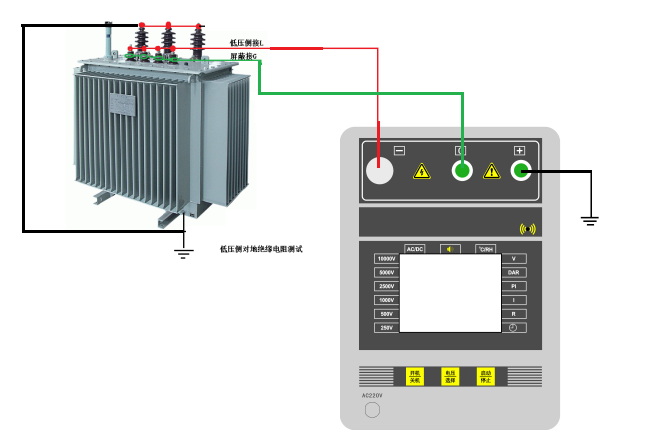 低压侧接L
屏蔽接G
低压侧对地绝缘电阻测试
− G +
AC/DC ℃/RH
10000V V
5000V DAR
2500V PI
1000V I
500V R
250V
开机 电压 启动
关机 选择 停止
AC220V